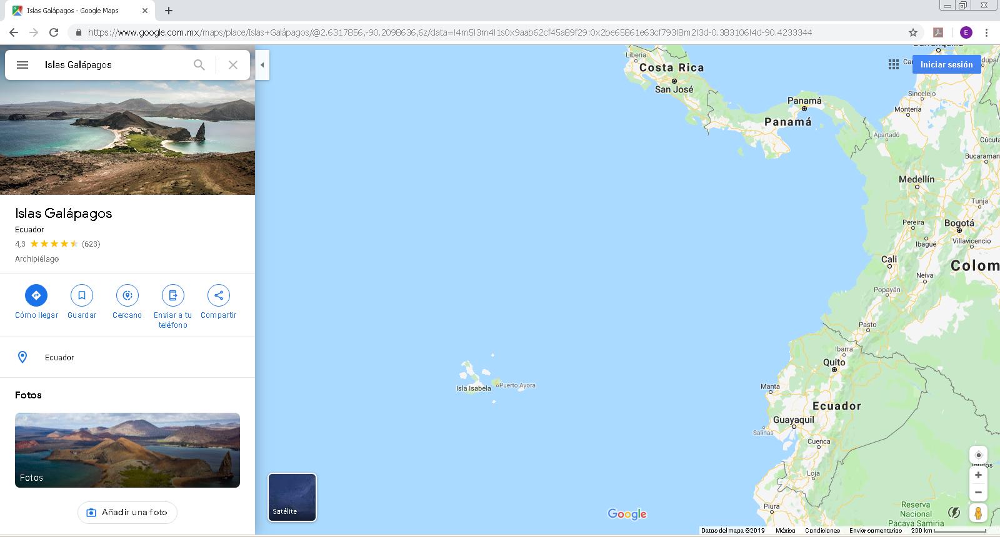 Islas Galápagos - Google Maps
https://www.google.com.mx/maps/place/Islas+Galápagos/@2.6317856,-90.2098636,6z/data=!4m5!3m4!1s0x9aab62cf45a89f29:0x2be65861e63cf793!8m2!3d-0.383106!4d-90.4233344
E
Islas Galápagos
Iniciar sesión
Islas Galápagos
Ecuador
4,3 (623)
Archipiélago
Cómo llegar
Guardar
Cercano
Enviar a tu
teléfono
Compartir
Ecuador
Fotos
Fotos
Añadir una foto
Satélite
Liberia
Costa Rica
San José
Panamá
Panamá
Barranquilla
Sincelejo
Montería
Apartadó
Cúcuta
Bucaraman
Medellín
Tunja
Pereira
Bogotá
Ibagué
Villavicencio
Cali
Colom
Neiva
Popayán
Pasto
Ibarra
Quito
Isla Isabela
Puerto Ayora
Manta
Ecuador
Guayaquil
Salinas
Cuenca
Loja
Iquitos
Piura
Reserva
Nacional
Pacaya Samiria
Google
Datos del mapa ©2019 México Condiciones Enviar comentarios 200 km